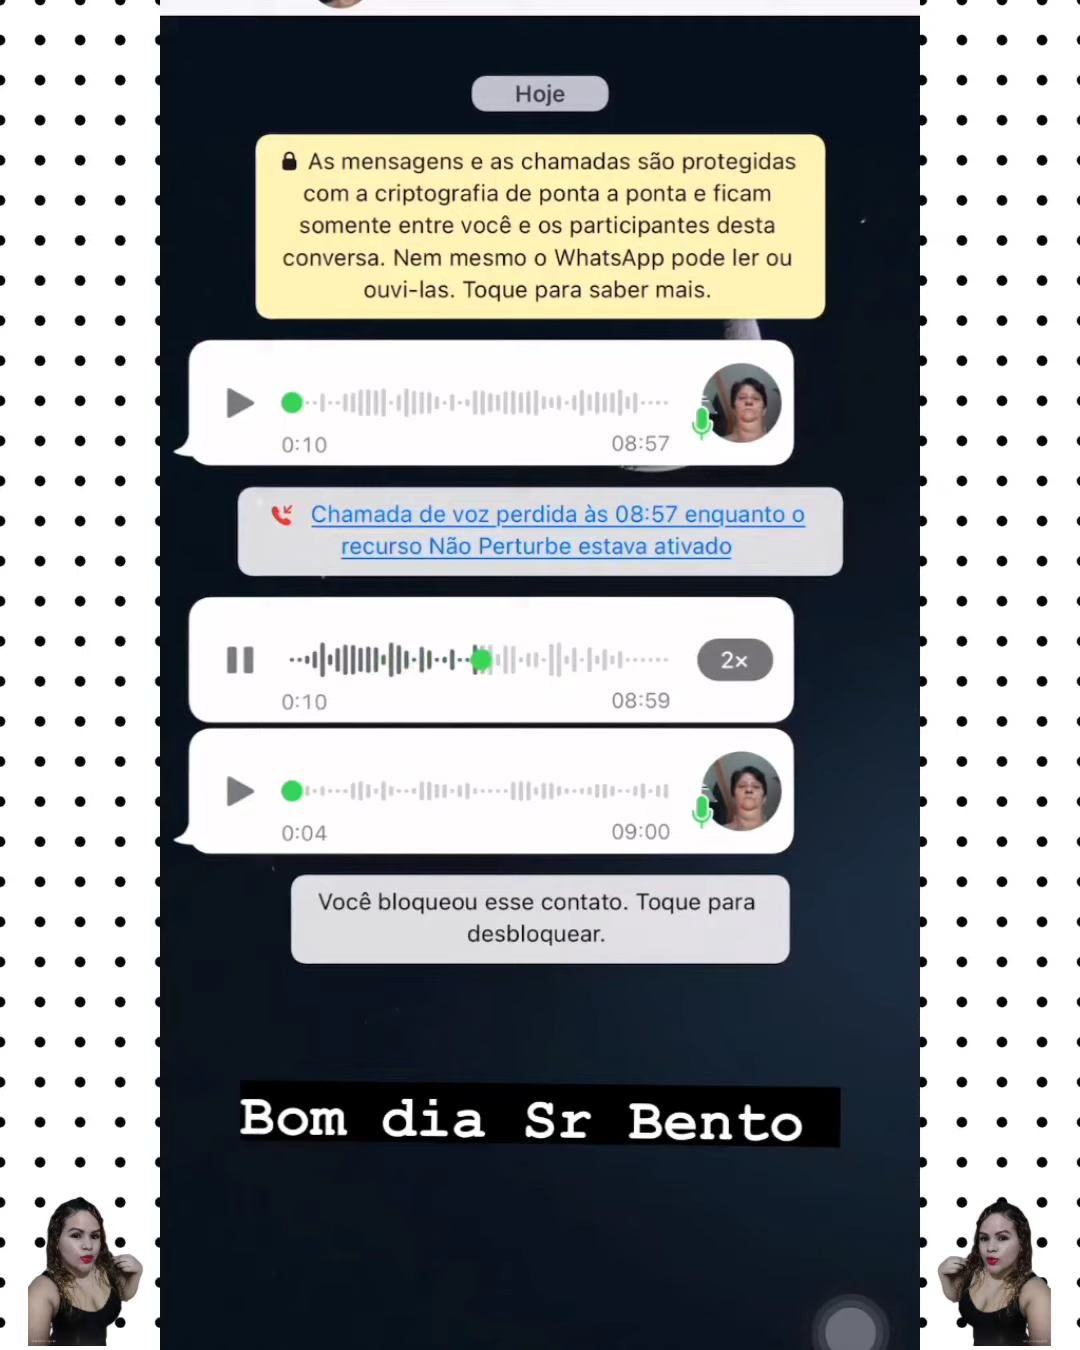 Hoje
As mensagens e as chamadas são protegidas
com a criptografia de ponta a ponta e ficam
somente entre você e os participantes desta
conversa. Nem mesmo o WhatsApp pode ler ou
ouvi-las. Toque para saber mais.
0:10 08:57
Chamada de voz perdida às 08:57 enquanto o
recurso Não Perturbe estava ativado
2×
0:10 08:59
0:04 09:00
Você bloqueou esse contato. Toque para
desbloquear.
Bom dia Sr Bento